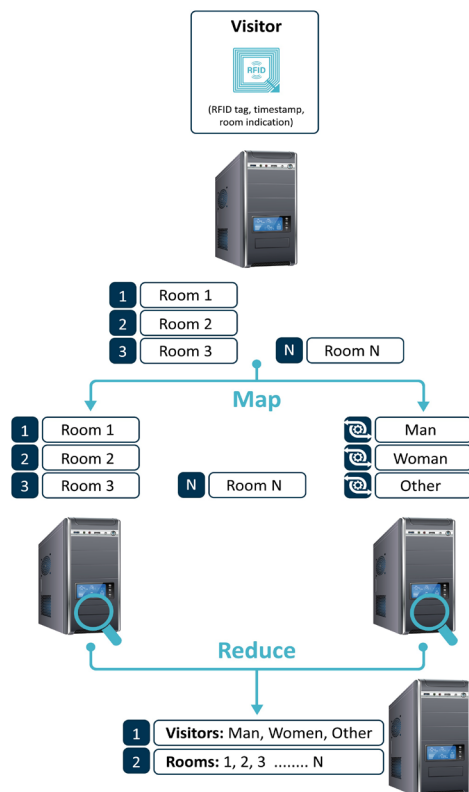 Visitor
RFID
(RFID tag, timestamp,
room indication)
1 Room 1
2 Room 2
3 Room 3
N Room N
Map
1 Room 1
2 Room 2
3 Room 3
N Room N
Man
Woman
Other
Reduce
1 Visitors: Man, Women, Other
2 Rooms: 1, 2, 3 ........ N